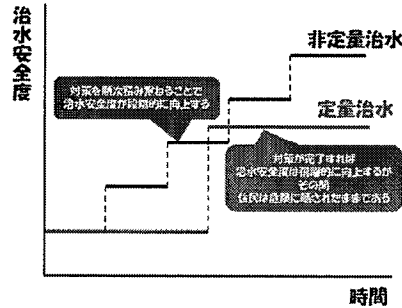 治水安全度
非定量治水
対策を順次積み重ねることで
治水安全度が段階的に向上する
定量治水
対策が完了すれば
治水安全度は飛躍的に向上するが
その間
住民は危険に晒されたままである
時間